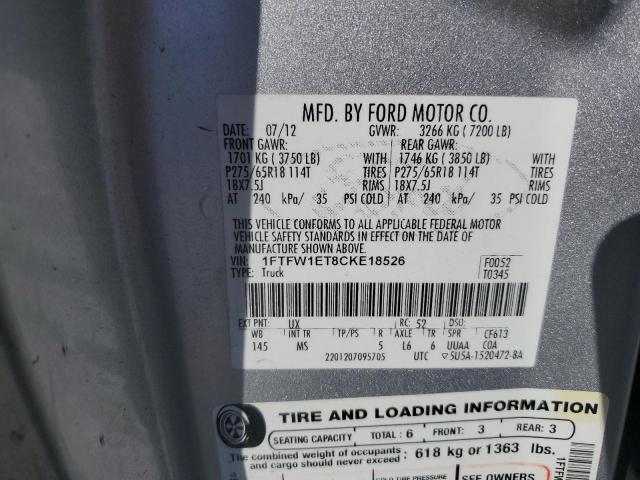 MFD. BY FORD MOTOR CO.
DATE: 07/12 GVWR: 3266 KG ( 7200 LB)
FRONT GAWR: REAR GAWR:
1701 KG ( 3750 LB) WITH 1746 KG ( 3850 LB) WITH
P275/65R18 114T TIRES P275/65R18 114T TIRES
18X7.5J RIMS 18X7.5J RIMS
AT 240 kPa/ 35 PSI COLD AT 240 kPa/ 35 PSI COLD
THIS VEHICLE CONFORMS TO ALL APPLICABLE FEDERAL MOTOR
VEHICLE SAFETY STANDARDS IN EFFECT ON THE DATE OF
MANUFACTURE SHOWN ABOVE.
VIN: 1FTFW1ET8CKE18526 F0052
TYPE: Truck T0345
EXT PNT: UX RC: 52 DSO:
WB INT TR TP/PS R AXLE TR SPR CF613
145 MS 5 L6 6 UUAA COA
2201207095705 UTC ▽5U5A-1520472-BA
TIRE AND LOADING INFORMATION
SEATING CAPACITY TOTAL: 6 FRONT: 3 REAR: 3
The combined weight of occupants and cargo should never exceed: 618 kg or 1363 lbs.
COLD TIRE PRESSURE SEE OWNERS